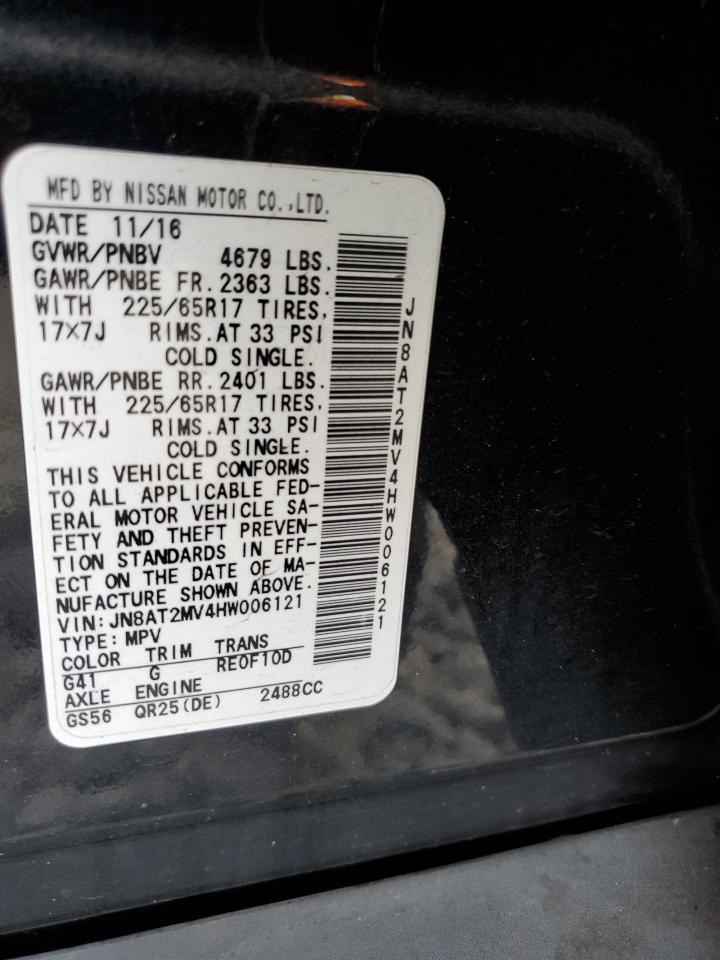 MFD BY NISSAN MOTOR CO.,LTD.
DATE 11/16
GVWR/PNBV 4679 LBS.
GAWR/PNBE FR. 2363 LBS.
WITH 225/65R17 TIRES,
17X7J RIMS.AT 33 PSI
COLD SINGLE.
GAWR/PNBE RR. 2401 LBS.
WITH 225/65R17 TIRES,
17X7J RIMS.AT 33 PSI
COLD SINGLE.
THIS VEHICLE CONFORMS
TO ALL APPLICABLE FED-
ERAL MOTOR VEHICLE SA-
FETY AND THEFT PREVEN-
TION STANDARDS IN EFF-
ECT ON THE DATE OF MA-
NUFACTURE SHOWN ABOVE.
VIN: JN8AT2MV4HW006121
TYPE: MPV
COLOR TRIM TRANS
G41 G RE0F10D
AXLE ENGINE
GS56 QR25(DE) 2488CC
JN8AT2MV4HW006121